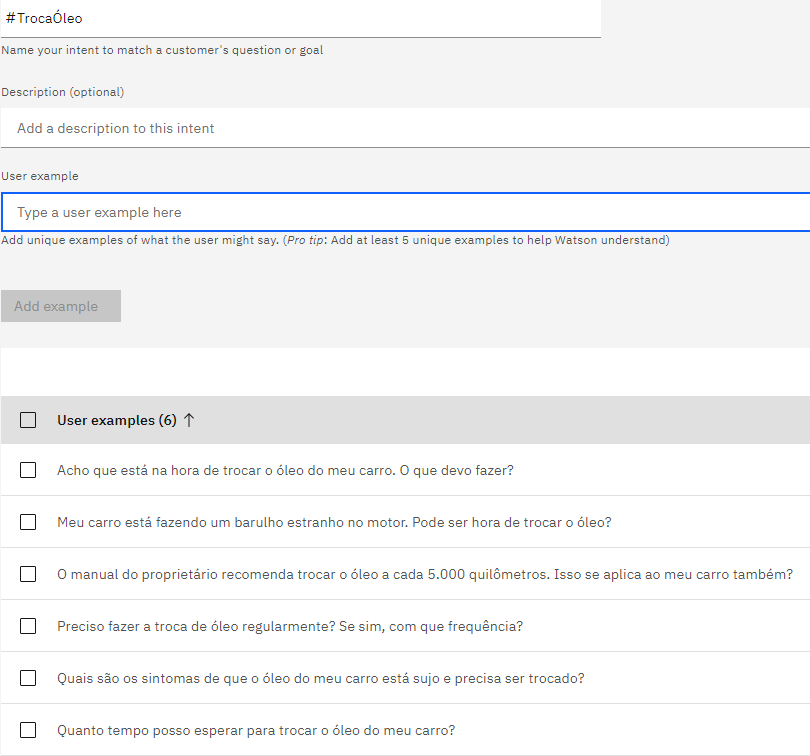 #TrocaÓleo
Name your intent to match a customer's question or goal
Description (optional)
Add a description to this intent
User example
Type a user example here
Add unique examples of what the user might say. (Pro tip: Add at least 5 unique examples to help Watson understand)
Add example
User examples (6) ↑
Acho que está na hora de trocar o óleo do meu carro. O que devo fazer?
Meu carro está fazendo um barulho estranho no motor. Pode ser hora de trocar o óleo?
O manual do proprietário recomenda trocar o óleo a cada 5.000 quilômetros. Isso se aplica ao meu carro também?
Preciso fazer a troca de óleo regularmente? Se sim, com que frequência?
Quais são os sintomas de que o óleo do meu carro está sujo e precisa ser trocado?
Quanto tempo posso esperar para trocar o óleo do meu carro?